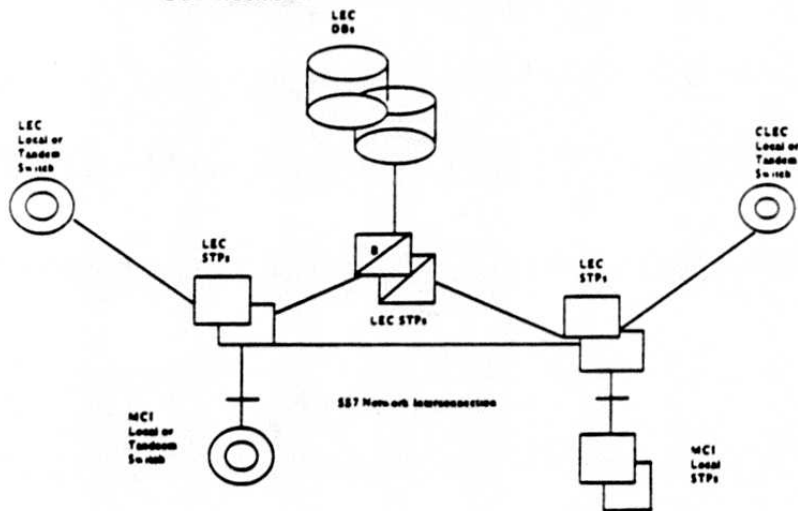 LEC
DBs
LEC
Local or
Tandem
Switch
CLEC
Local or
Tandem
Switch
LEC
STPs
B
LEC STPs
LEC
STPs
SS7 Network Interconnection
MCI
Local or
Tandem
Switch
MCI
Local
STPs